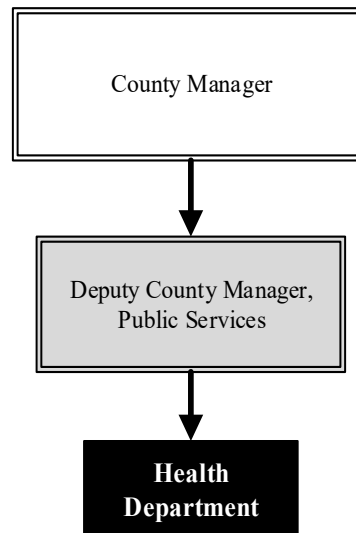 County Manager
Deputy County Manager,
Public Services
Health
Department